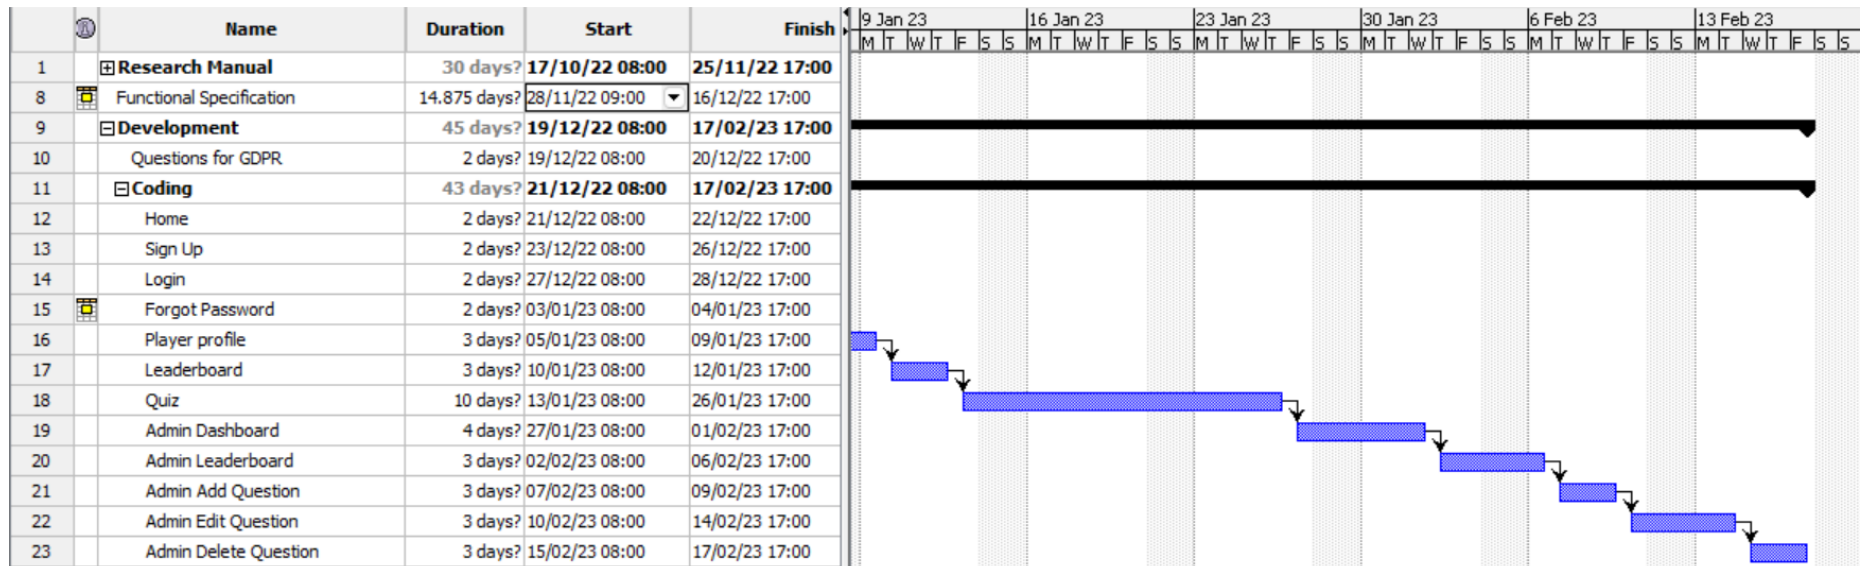 Name Duration Start Finish
9 Jan 23 16 Jan 23 23 Jan 23 30 Jan 23 6 Feb 23 13 Feb 23
M T W T F S S M T W T F S S M T W T F S S M T W T F S S M T W T F S S M T W T F S S
1 Research Manual 30 days? 17/10/22 08:00 25/11/22 17:00
8 Functional Specification 14.875 days? 28/11/22 09:00 16/12/22 17:00
9 Development 45 days? 19/12/22 08:00 17/02/23 17:00
10 Questions for GDPR 2 days? 19/12/22 08:00 20/12/22 17:00
11 Coding 43 days? 21/12/22 08:00 17/02/23 17:00
12 Home 2 days? 21/12/22 08:00 22/12/22 17:00
13 Sign Up 2 days? 23/12/22 08:00 26/12/22 17:00
14 Login 2 days? 27/12/22 08:00 28/12/22 17:00
15 Forgot Password 2 days? 03/01/23 08:00 04/01/23 17:00
16 Player profile 3 days? 05/01/23 08:00 09/01/23 17:00
17 Leaderboard 3 days? 10/01/23 08:00 12/01/23 17:00
18 Quiz 10 days? 13/01/23 08:00 26/01/23 17:00
19 Admin Dashboard 4 days? 27/01/23 08:00 01/02/23 17:00
20 Admin Leaderboard 3 days? 02/02/23 08:00 06/02/23 17:00
21 Admin Add Question 3 days? 07/02/23 08:00 09/02/23 17:00
22 Admin Edit Question 3 days? 10/02/23 08:00 14/02/23 17:00
23 Admin Delete Question 3 days? 15/02/23 08:00 17/02/23 17:00